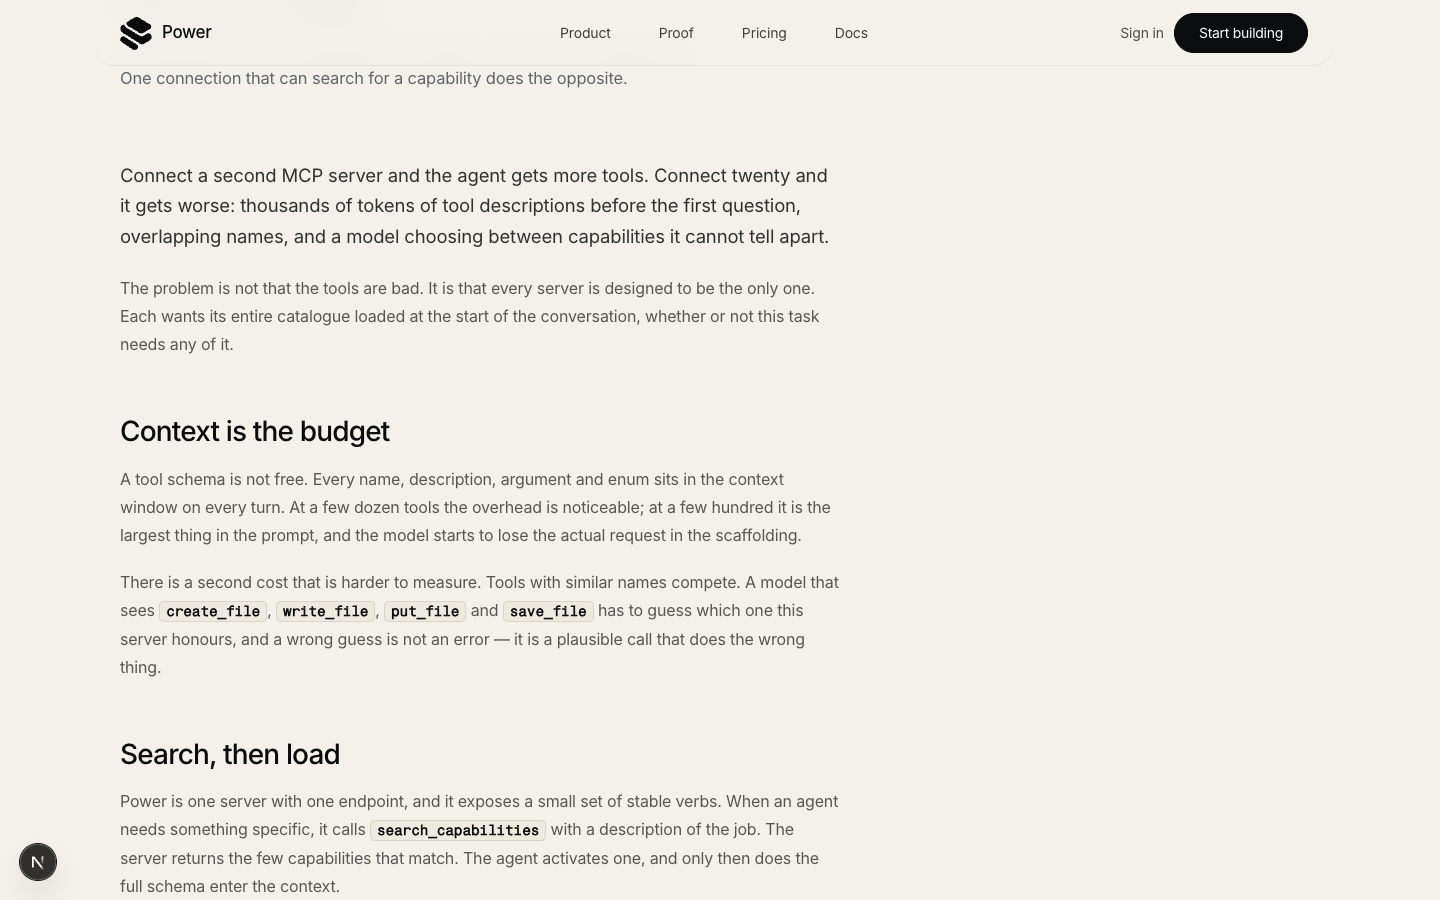 Power
Product
Proof
Pricing
Docs
Sign in
Start building
One connection that can search for a capability does the opposite.
Connect a second MCP server and the agent gets more tools. Connect twenty and
it gets worse: thousands of tokens of tool descriptions before the first question,
overlapping names, and a model choosing between capabilities it cannot tell apart.
The problem is not that the tools are bad. It is that every server is designed to be the only one.
Each wants its entire catalogue loaded at the start of the conversation, whether or not this task
needs any of it.
Context is the budget
A tool schema is not free. Every name, description, argument and enum sits in the context
window on every turn. At a few dozen tools the overhead is noticeable; at a few hundred it is the
largest thing in the prompt, and the model starts to lose the actual request in the scaffolding.
There is a second cost that is harder to measure. Tools with similar names compete. A model that
sees create_file, write_file, put_file and save_file has to guess which one this
server honours, and a wrong guess is not an error — it is a plausible call that does the wrong
thing.
Search, then load
Power is one server with one endpoint, and it exposes a small set of stable verbs. When an agent
needs something specific, it calls search_capabilities with a description of the job. The
server returns the few capabilities that match. The agent activates one, and only then does the
full schema enter the context.
N